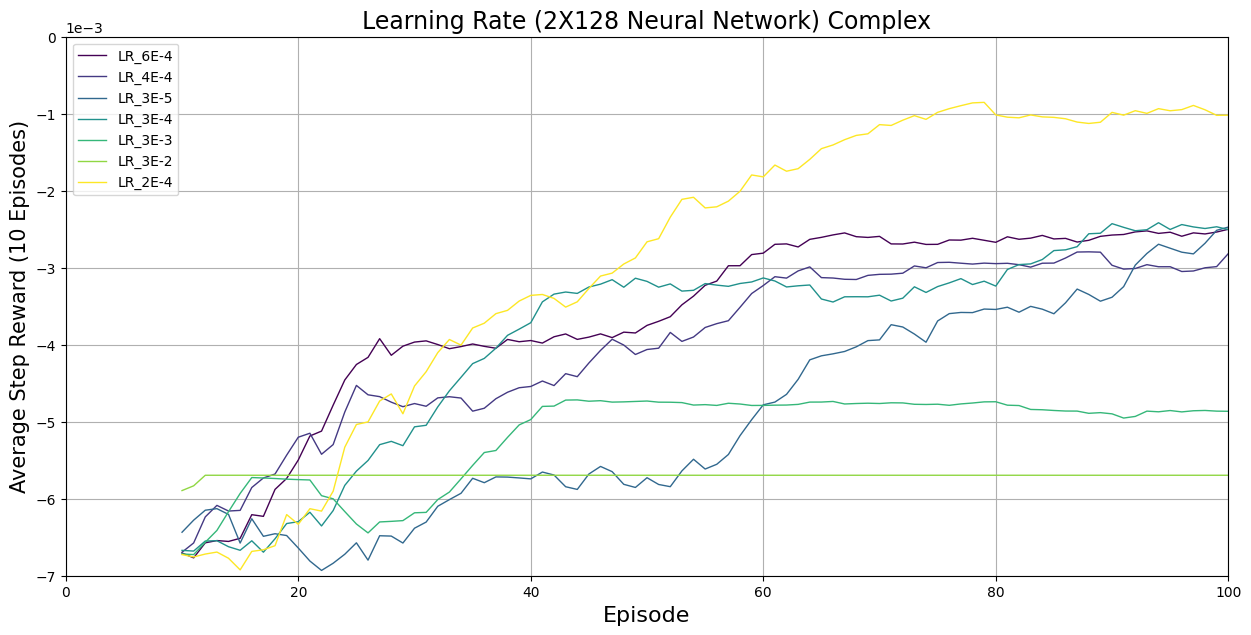 Learning Rate (2X128 Neural Network) Complex
1e−3
0
−1
−2
−3
−4
−5
−6
−7
Average Step Reward (10 Episodes)
LR_6E-4
LR_4E-4
LR_3E-5
LR_3E-4
LR_3E-3
LR_3E-2
LR_2E-4
0 20 40 60 80 100
Episode